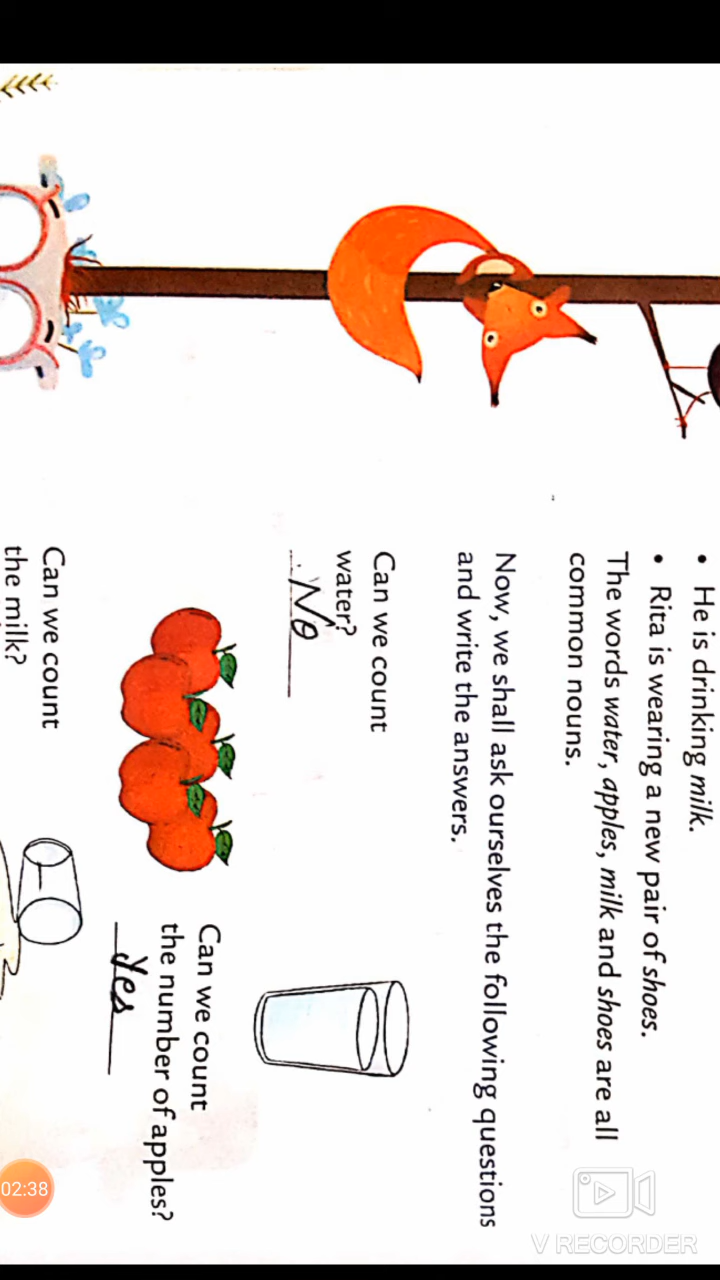 • He is drinking milk.
• Rita is wearing a new pair of shoes.
The words water, apples, milk and shoes are all
common nouns.
Now, we shall ask ourselves the following questions
and write the answers.
Can we count
water?
No
Can we count
the number of apples?
Yes
Can we count
the milk?
02:38
V RECORDER